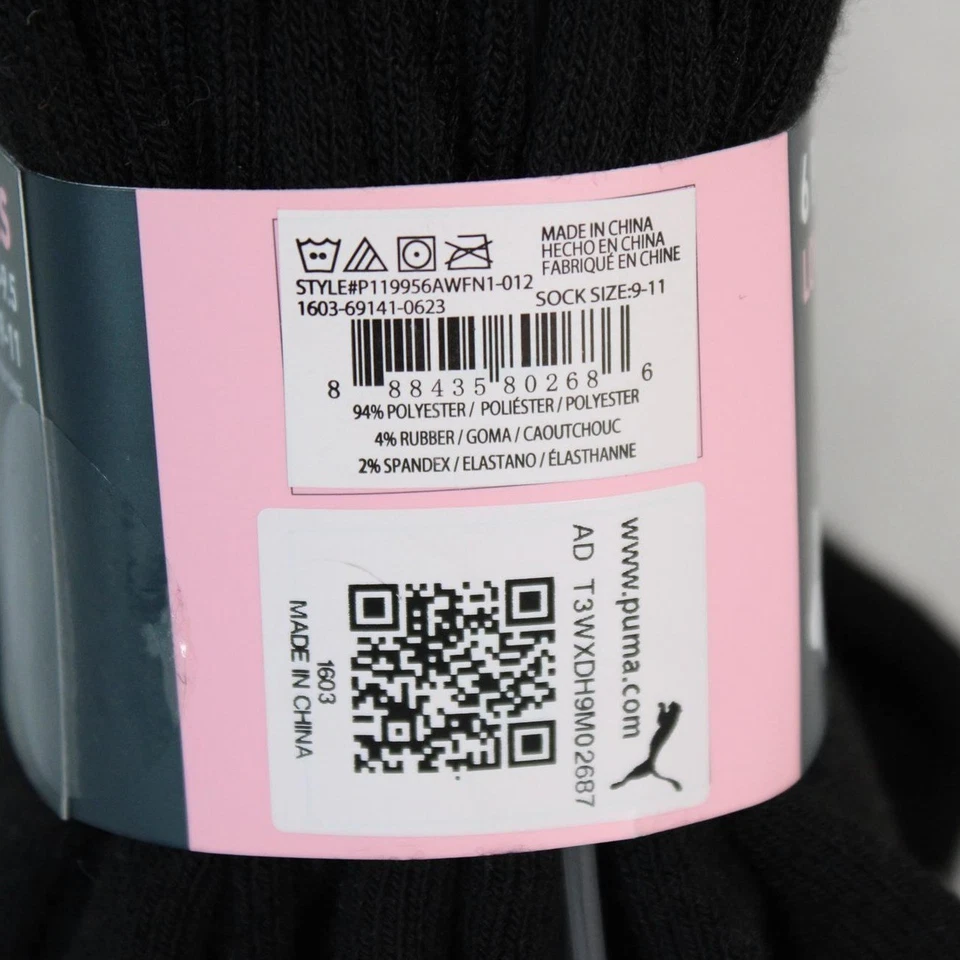 MADE IN CHINA
HECHO EN CHINA
FABRIQUÉ EN CHINE
STYLE#P119956AWFN1-012
1603-69141-0623
SOCK SIZE:9-11
8 88435 80268 6
94% POLYESTER / POLIÉSTER / POLYESTER
4% RUBBER / GOMA / CAOUTCHOUC
2% SPANDEX / ELASTANO / ÉLASTHANNE
www.puma.com
AD T3WXDH9M02687
1603
MADE IN CHINA